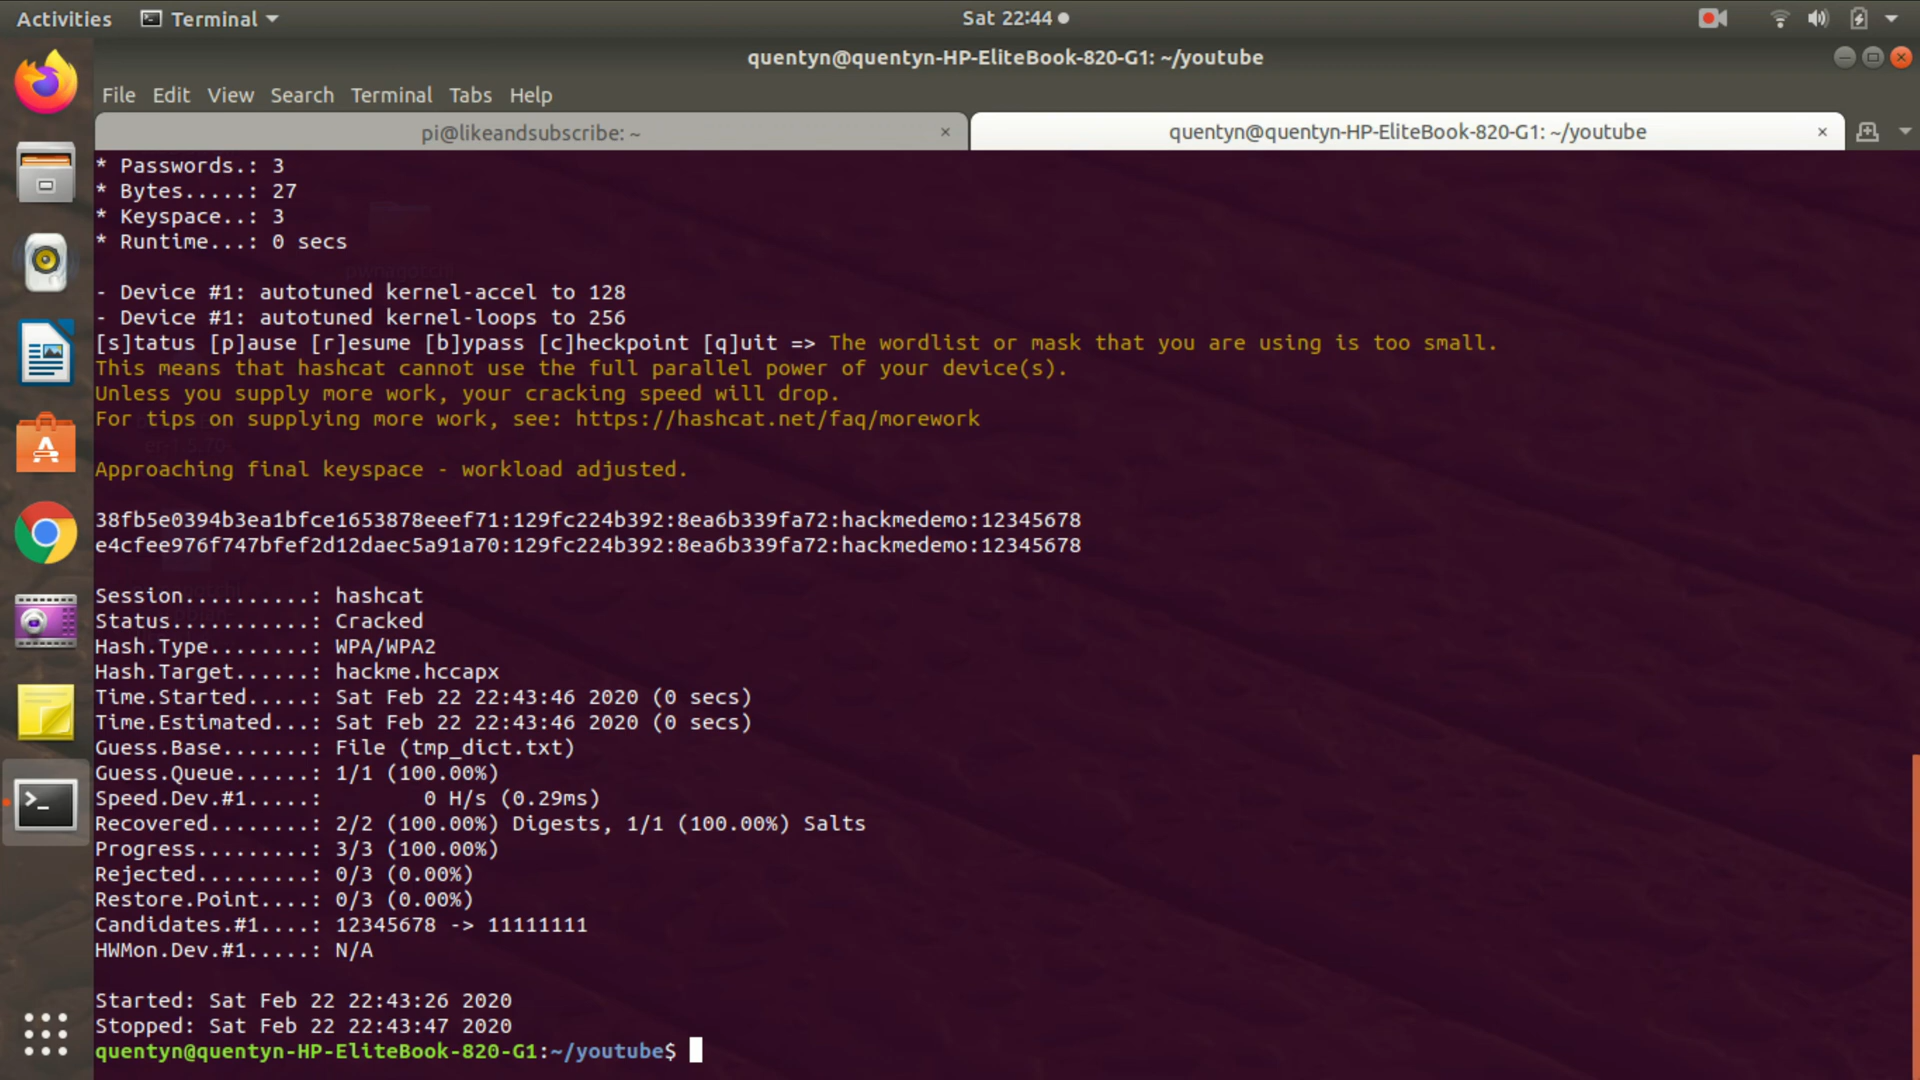 Activities
Terminal
Sat 22:44
quentyn@quentyn-HP-EliteBook-820-G1: ~/youtube
File Edit View Search Terminal Tabs Help
pi@likeandsubscribe: ~
quentyn@quentyn-HP-EliteBook-820-G1: ~/youtube
* Passwords.: 3
* Bytes.....: 27
* Keyspace..: 3
* Runtime...: 0 secs
- Device #1: autotuned kernel-accel to 128
- Device #1: autotuned kernel-loops to 256
[s]tatus [p]ause [r]esume [b]ypass [c]heckpoint [q]uit => The wordlist or mask that you are using is too small.
This means that hashcat cannot use the full parallel power of your device(s).
Unless you supply more work, your cracking speed will drop.
For tips on supplying more work, see: https://hashcat.net/faq/morework
Approaching final keyspace - workload adjusted.
38fb5e0394b3ea1bfce1653878eeef71:129fc224b392:8ea6b339fa72:hackmedemo:12345678
e4cfee976f747bfef2d12daec5a91a70:129fc224b392:8ea6b339fa72:hackmedemo:12345678
Session..........: hashcat
Status...........: Cracked
Hash.Type........: WPA/WPA2
Hash.Target......: hackme.hccapx
Time.Started.....: Sat Feb 22 22:43:46 2020 (0 secs)
Time.Estimated...: Sat Feb 22 22:43:46 2020 (0 secs)
Guess.Base.......: File (tmp_dict.txt)
Guess.Queue......: 1/1 (100.00%)
Speed.Dev.#1.....:        0 H/s (0.29ms)
Recovered........: 2/2 (100.00%) Digests, 1/1 (100.00%) Salts
Progress.........: 3/3 (100.00%)
Rejected.........: 0/3 (0.00%)
Restore.Point....: 0/3 (0.00%)
Candidates.#1....: 12345678 -> 11111111
HWMon.Dev.#1.....: N/A
Started: Sat Feb 22 22:43:26 2020
Stopped: Sat Feb 22 22:43:47 2020
quentyn@quentyn-HP-EliteBook-820-G1:~/youtube$